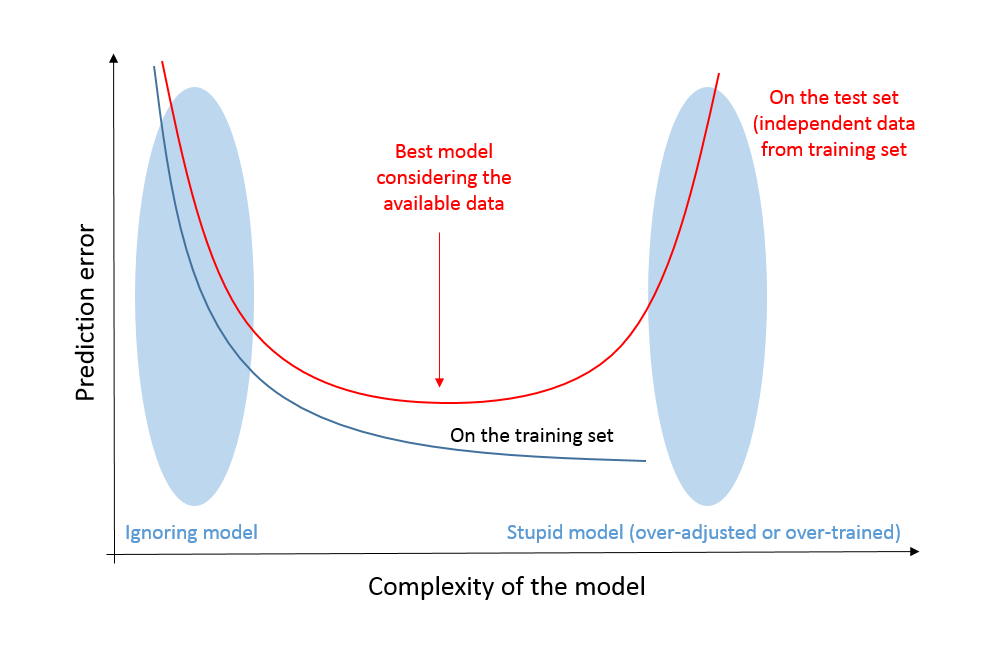 On the test set
(independent data
from training set
Best model
considering the
available data
Prediction error
On the training set
Ignoring model
Stupid model (over-adjusted or over-trained)
Complexity of the model